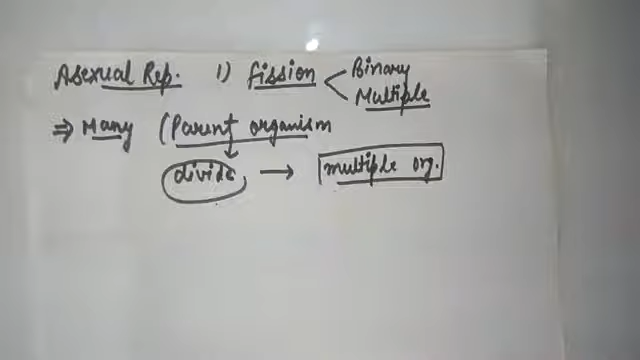 Asexual Rep. 1) fission < Binary
Multiple
⇒ Many (Parent organism
↓
divide → multiple org.